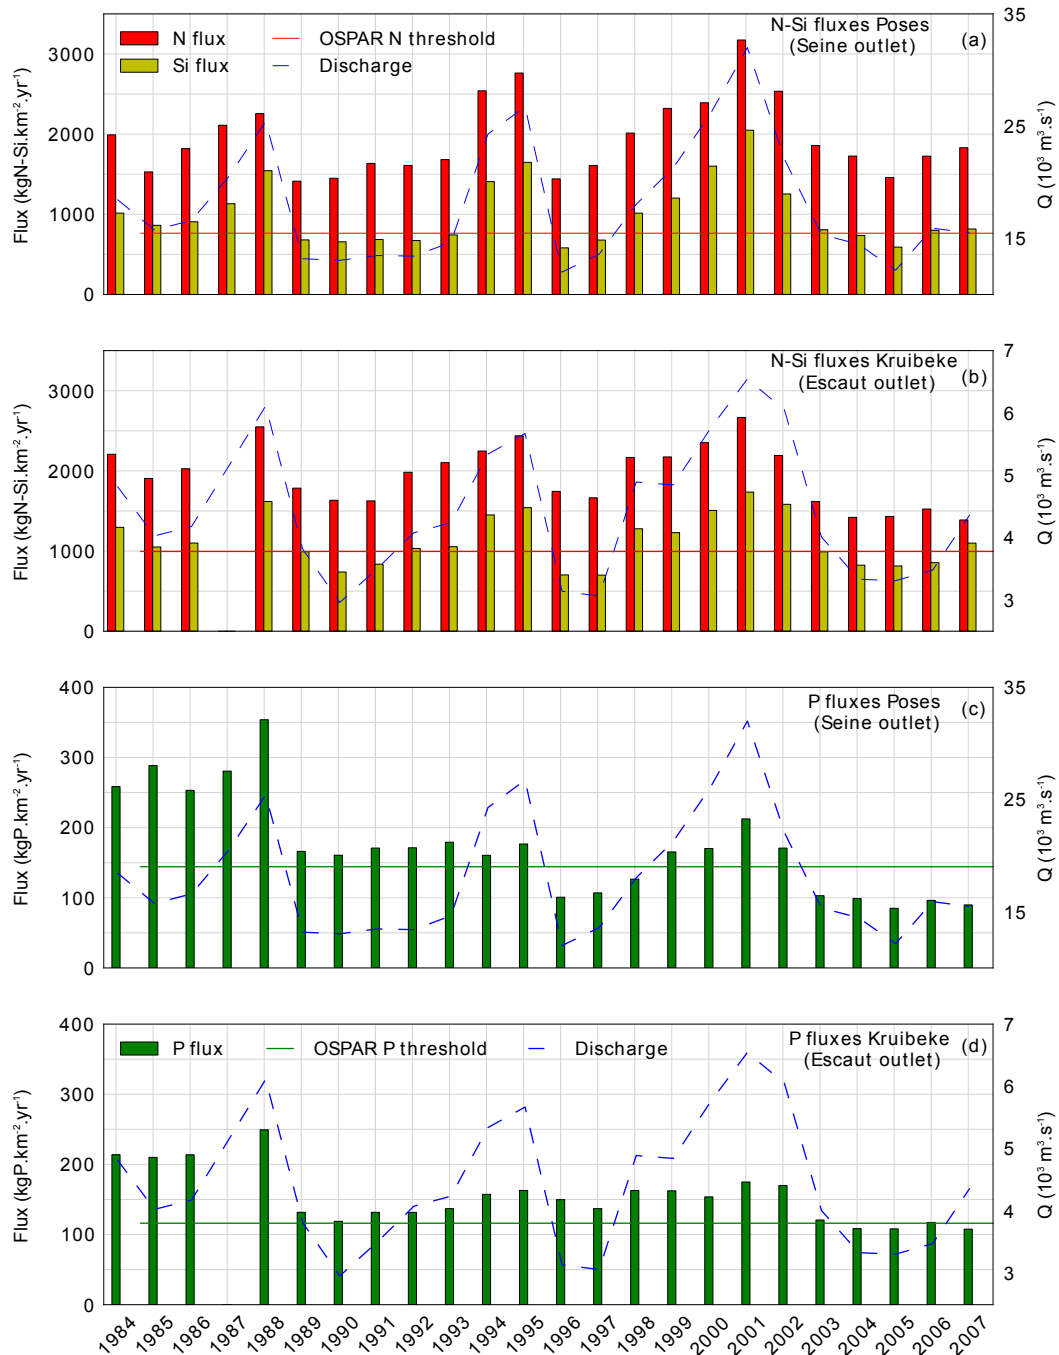 N-Si fluxes Poses (a)
(Seine outlet)
N flux
OSPAR N threshold
Si flux
Discharge
Flux (kgN-Si.km⁻².yr⁻¹)
3000
2000
1000
0
35
25
15
Q (10³ m³.s⁻¹)
N-Si fluxes Kruibeke (b)
(Escaut outlet)
Flux (kgN-Si.km⁻².yr⁻¹)
3000
2000
1000
0
7
6
5
4
3
Q (10³ m³.s⁻¹)
P fluxes Poses (c)
(Seine outlet)
Flux (kgP.km⁻².yr⁻¹)
400
300
200
100
0
35
25
15
Q (10³ m³.s⁻¹)
P fluxes Kruibeke (d)
(Escaut outlet)
P flux
OSPAR P threshold
Discharge
Flux (kgP.km⁻².yr⁻¹)
400
300
200
100
0
7
6
5
4
3
Q (10³ m³.s⁻¹)
1984 1985 1986 1987 1988 1989 1990 1991 1992 1993 1994 1995 1996 1997 1998 1999 2000 2001 2002 2003 2004 2005 2006 2007